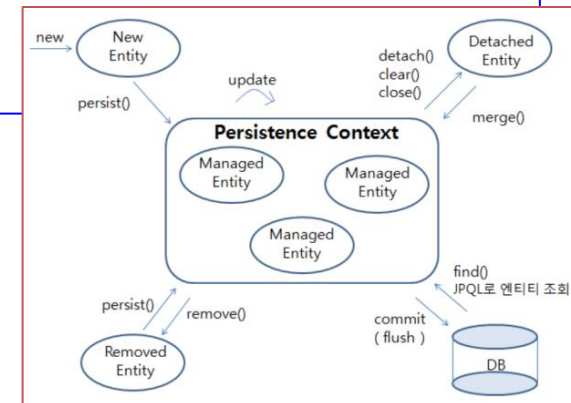 new
New
Entity
persist()
update
detach()
clear()
close()
Detached
Entity
merge()
Persistence Context
Managed
Entity
Managed
Entity
Managed
Entity
persist()
remove()
Removed
Entity
commit
( flush )
find()
JPQL로 엔티티 조회
DB